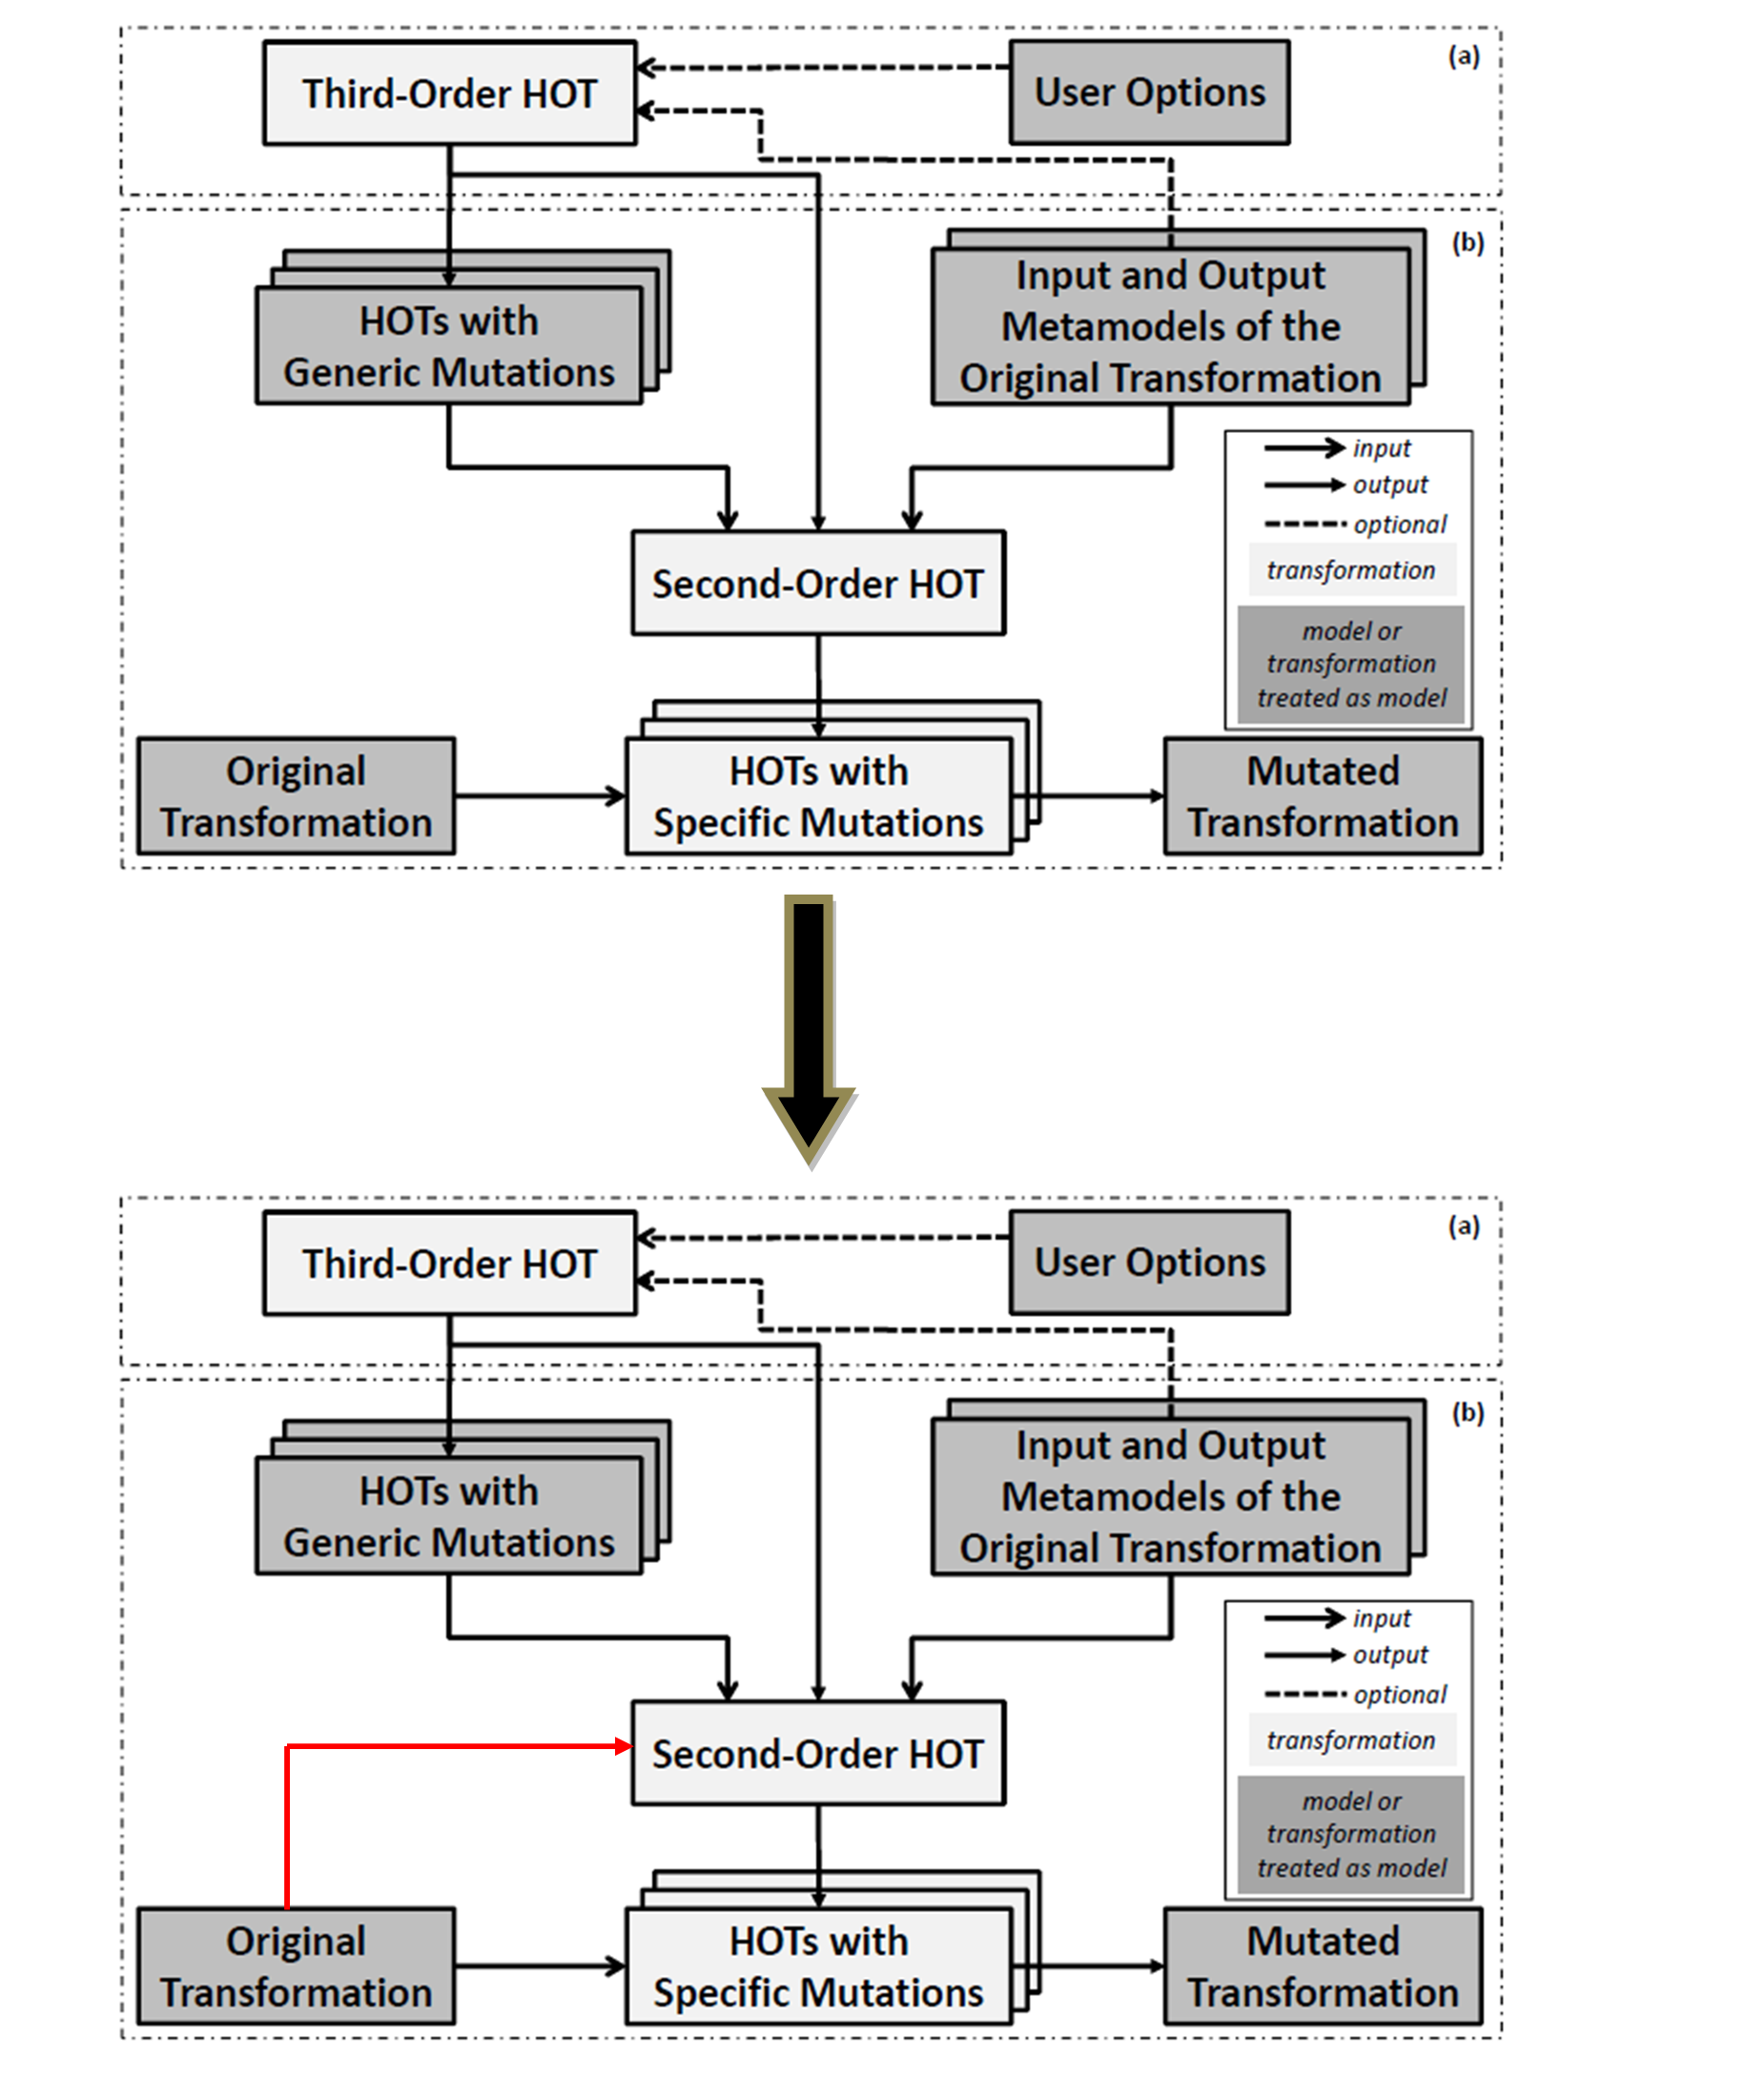 Third-Order HOT
User Options
(a)
(b)
HOTs with
Generic Mutations
Input and Output
Metamodels of the
Original Transformation
input
output
optional
transformation
model or
transformation
treated as model
Second-Order HOT
Original
Transformation
HOTs with
Specific Mutations
Mutated
Transformation
Third-Order HOT
User Options
(a)
(b)
HOTs with
Generic Mutations
Input and Output
Metamodels of the
Original Transformation
input
output
optional
transformation
model or
transformation
treated as model
Second-Order HOT
Original
Transformation
HOTs with
Specific Mutations
Mutated
Transformation